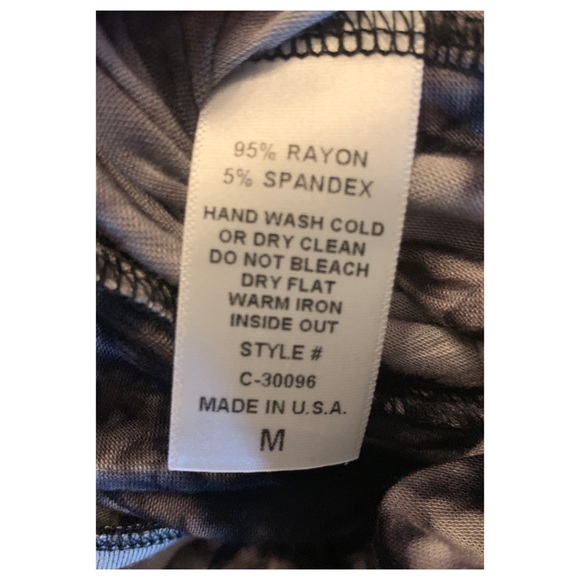 95% RAYON
5% SPANDEX
HAND WASH COLD
OR DRY CLEAN
DO NOT BLEACH
DRY FLAT
WARM IRON
INSIDE OUT
STYLE #
C-30096
MADE IN U.S.A.
M